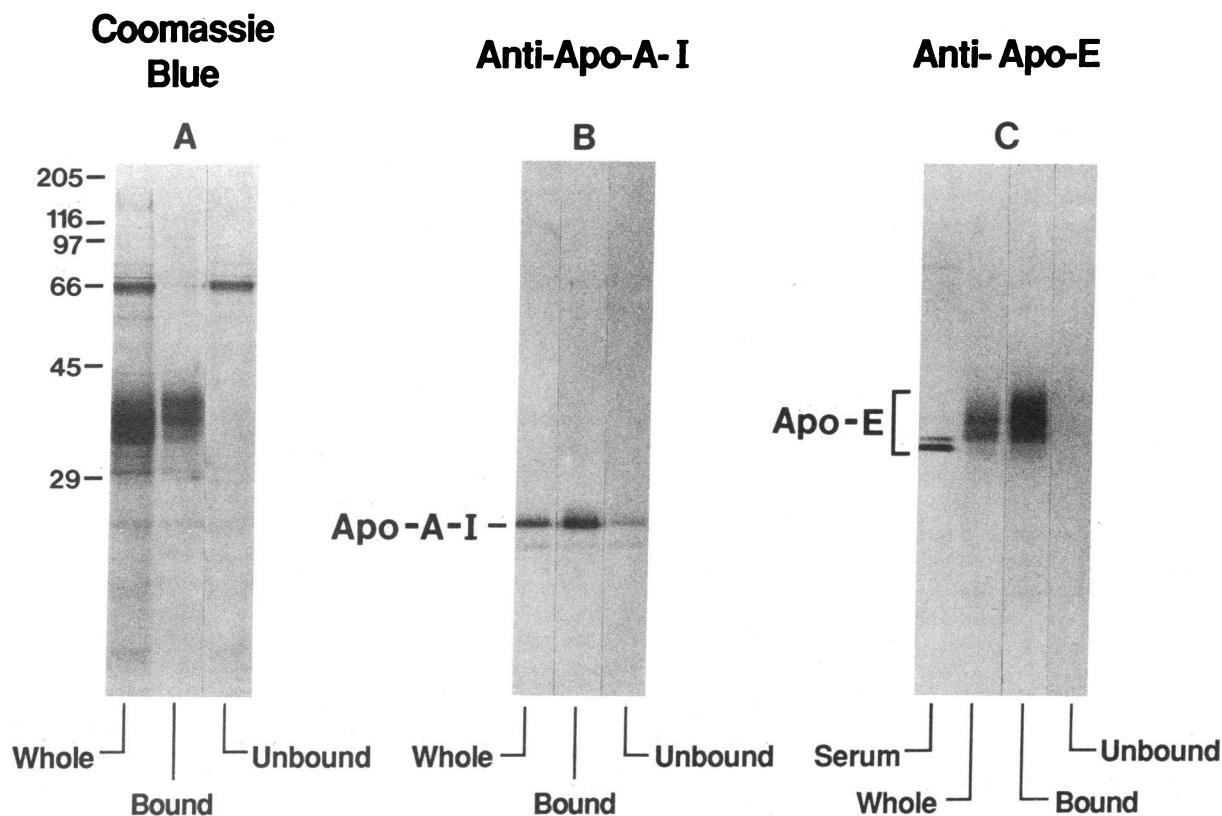 Coomassie
Blue
Anti-Apo-A-I
Anti-Apo-E
A
B
C
205
116
97
66
45
29
Apo-A-I
Apo-E
Whole
Bound
Unbound
Whole
Bound
Unbound
Serum
Whole
Bound
Unbound